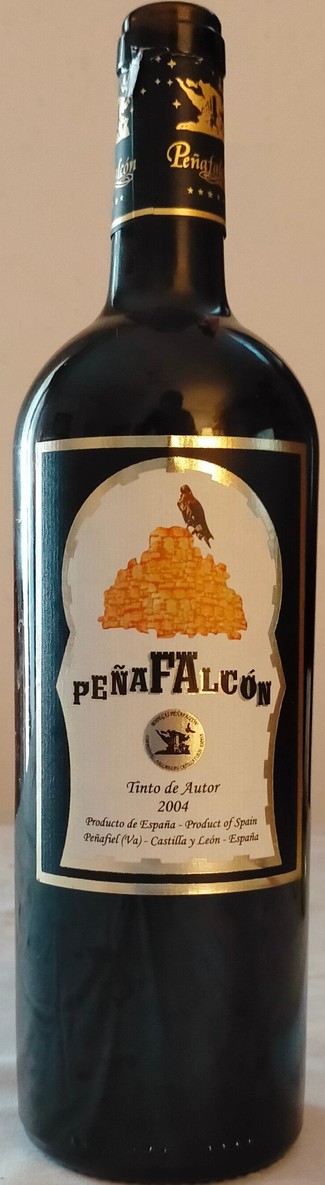 Peñafalcón
PEÑAFALCÓN
Tinto de Autor
2004
Producto de España - Product of Spain
Peñafiel (Va) - Castilla y León - España